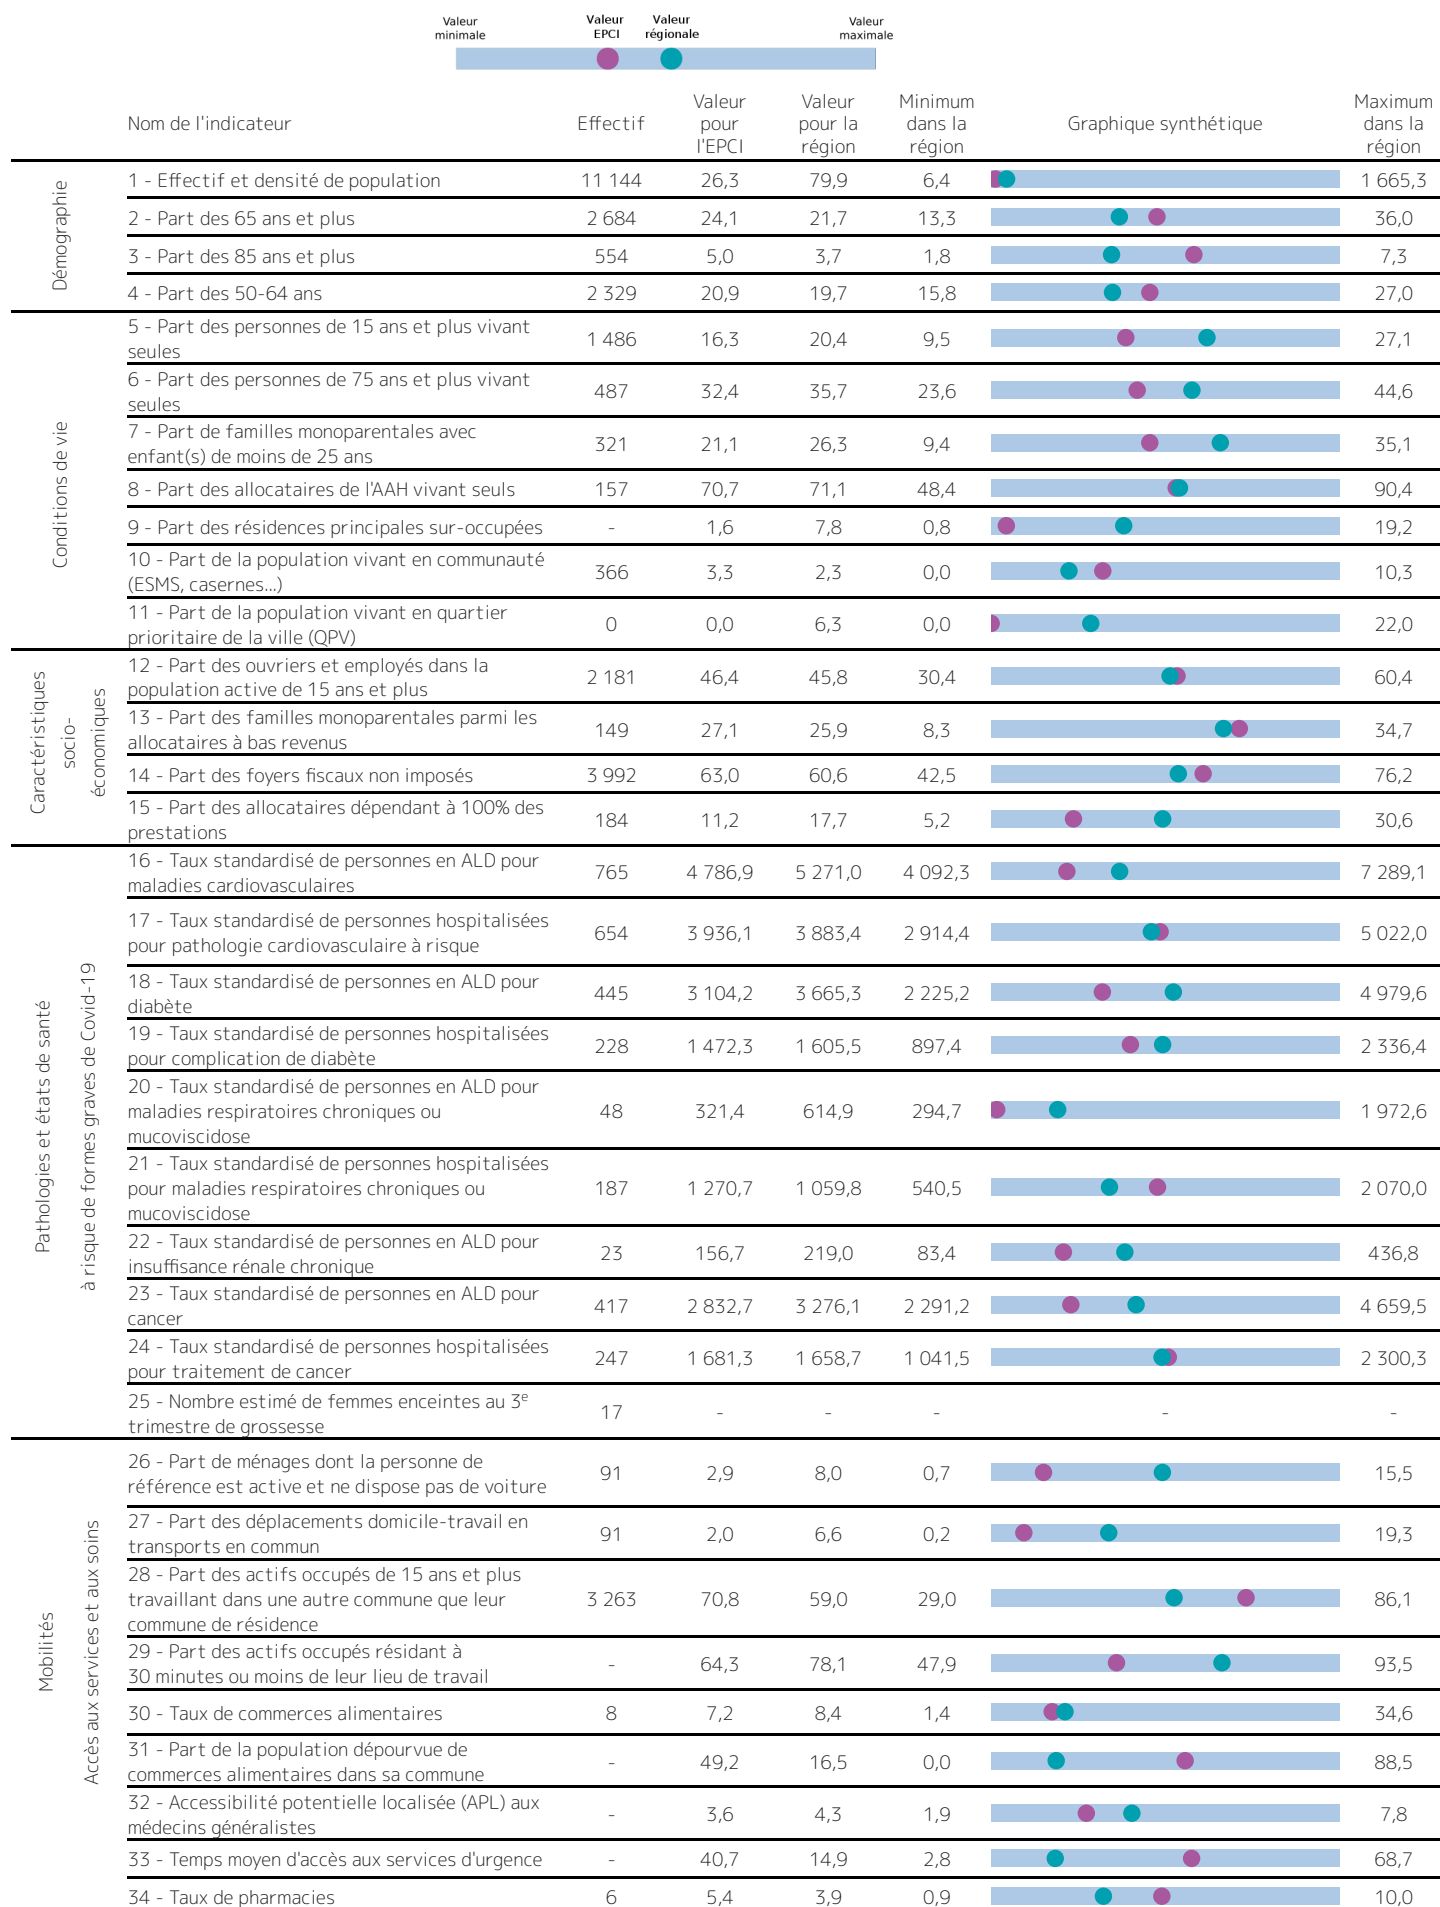 Valeur minimale
Valeur EPCI
Valeur régionale
Valeur maximale
Nom de l'indicateur
Effectif
Valeur pour l'EPCI
Valeur pour la région
Minimum dans la région
Graphique synthétique
Maximum dans la région
Démographie
1 - Effectif et densité de population 11 144 26,3 79,9 6,4 1 665,3
2 - Part des 65 ans et plus 2 684 24,1 21,7 13,3 36,0
3 - Part des 85 ans et plus 554 5,0 3,7 1,8 7,3
4 - Part des 50-64 ans 2 329 20,9 19,7 15,8 27,0
Conditions de vie
5 - Part des personnes de 15 ans et plus vivant
seules 1 486 16,3 20,4 9,5 27,1
6 - Part des personnes de 75 ans et plus vivant
seules 487 32,4 35,7 23,6 44,6
7 - Part de familles monoparentales avec
enfant(s) de moins de 25 ans 321 21,1 26,3 9,4 35,1
8 - Part des allocataires de l'AAH vivant seuls 157 70,7 71,1 48,4 90,4
9 - Part des résidences principales sur-occupées - 1,6 7,8 0,8 19,2
10 - Part de la population vivant en communauté
(ESMS, casernes...) 366 3,3 2,3 0,0 10,3
11 - Part de la population vivant en quartier
prioritaire de la ville (QPV) 0 0,0 6,3 0,0 22,0
Caractéristiques
socio-
économiques
12 - Part des ouvriers et employés dans la
population active de 15 ans et plus 2 181 46,4 45,8 30,4 60,4
13 - Part des familles monoparentales parmi les
allocataires à bas revenus 149 27,1 25,9 8,3 34,7
14 - Part des foyers fiscaux non imposés 3 992 63,0 60,6 42,5 76,2
15 - Part des allocataires dépendant à 100% des
prestations 184 11,2 17,7 5,2 30,6
Pathologies et états de santé
à risque de formes graves de Covid-19
16 - Taux standardisé de personnes en ALD pour
maladies cardiovasculaires 765 4 786,9 5 271,0 4 092,3 7 289,1
17 - Taux standardisé de personnes hospitalisées
pour pathologie cardiovasculaire à risque 654 3 936,1 3 883,4 2 914,4 5 022,0
18 - Taux standardisé de personnes en ALD pour
diabète 445 3 104,2 3 665,3 2 225,2 4 979,6
19 - Taux standardisé de personnes hospitalisées
pour complication de diabète 228 1 472,3 1 605,5 897,4 2 336,4
20 - Taux standardisé de personnes en ALD pour
maladies respiratoires chroniques ou 48 321,4 614,9 294,7 1 972,6
mucoviscidose
21 - Taux standardisé de personnes hospitalisées
pour maladies respiratoires chroniques ou 187 1 270,7 1 059,8 540,5 2 070,0
mucoviscidose
22 - Taux standardisé de personnes en ALD pour
insuffisance rénale chronique 23 156,7 219,0 83,4 436,8
23 - Taux standardisé de personnes en ALD pour
cancer 417 2 832,7 3 276,1 2 291,2 4 659,5
24 - Taux standardisé de personnes hospitalisées
pour traitement de cancer 247 1 681,3 1 658,7 1 041,5 2 300,3
25 - Nombre estimé de femmes enceintes au 3e
trimestre de grossesse 17 - - - - -
Mobilités
Accès aux services et aux soins
26 - Part de ménages dont la personne de
référence est active et ne dispose pas de voiture 91 2,9 8,0 0,7 15,5
27 - Part des déplacements domicile-travail en
transports en commun 91 2,0 6,6 0,2 19,3
28 - Part des actifs occupés de 15 ans et plus
travaillant dans une autre commune que leur 3 263 70,8 59,0 29,0 86,1
commune de résidence
29 - Part des actifs occupés résidant à
30 minutes ou moins de leur lieu de travail - 64,3 78,1 47,9 93,5
30 - Taux de commerces alimentaires 8 7,2 8,4 1,4 34,6
31 - Part de la population dépourvue de
commerces alimentaires dans sa commune - 49,2 16,5 0,0 88,5
32 - Accessibilité potentielle localisée (APL) aux
médecins généralistes - 3,6 4,3 1,9 7,8
33 - Temps moyen d'accès aux services d'urgence - 40,7 14,9 2,8 68,7
34 - Taux de pharmacies 6 5,4 3,9 0,9 10,0